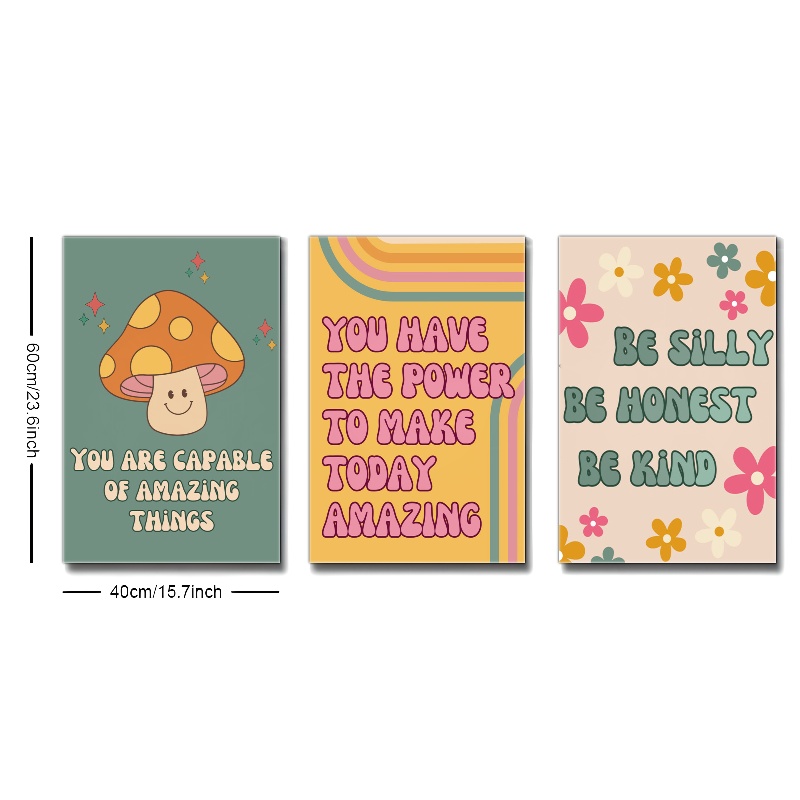 60cm/23.6inch
YOU ARE CAPABLE
OF AMAZING
THINGS
40cm/15.7inch
YOU HAVE
THE POWER
TO MAKE
TODAY
AMAZING
BE SiLLY
BE HONEST
BE KiND